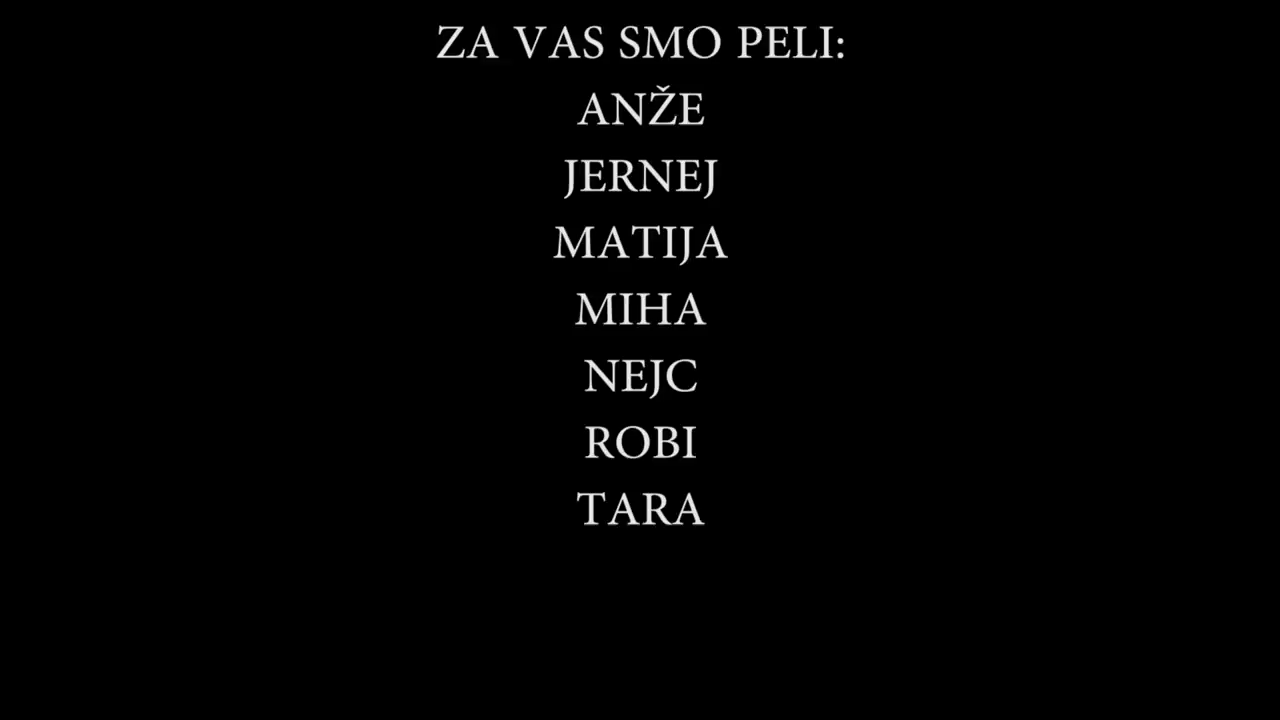 ZA VAS SMO PELI:
ANŽE
JERNEJ
MATIJA
MIHA
NEJC
ROBI
TARA